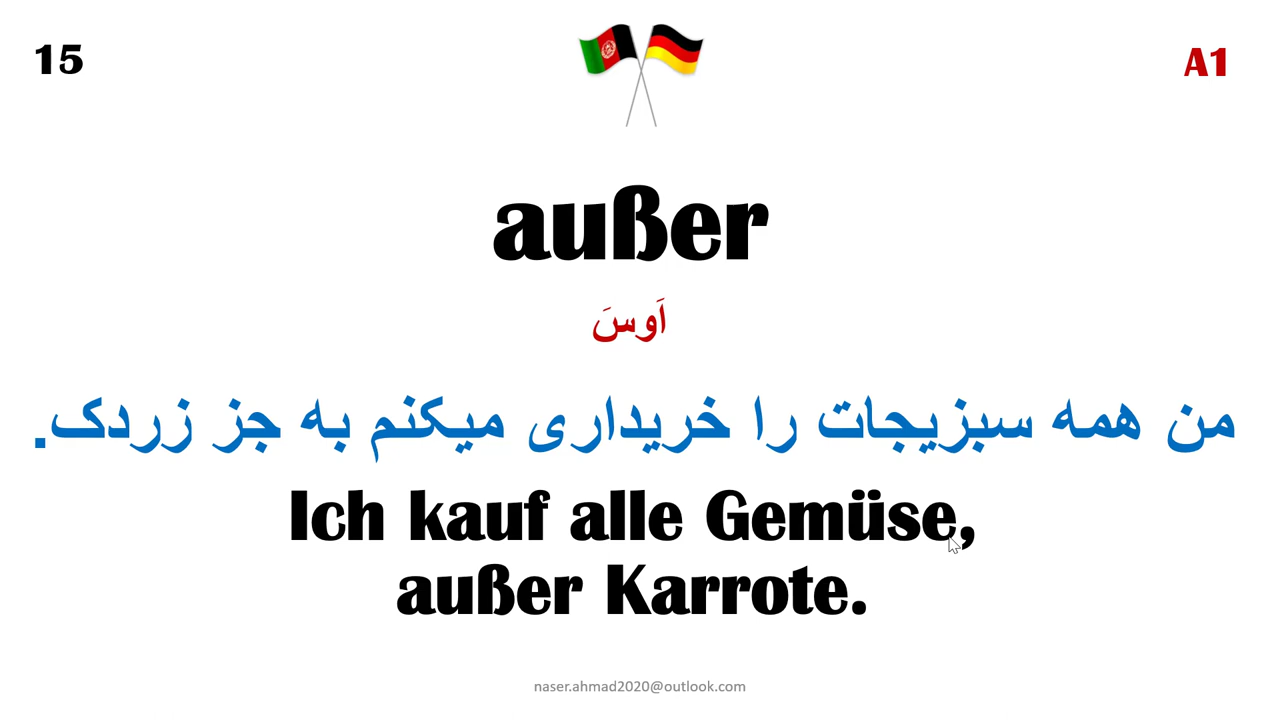 15
A1
außer
اَوسَ
من همه سبزیجات را خریداری میکنم به جز زردک.
Ich kauf alle Gemüse,
außer Karrote.
naser.ahmad2020@outlook.com